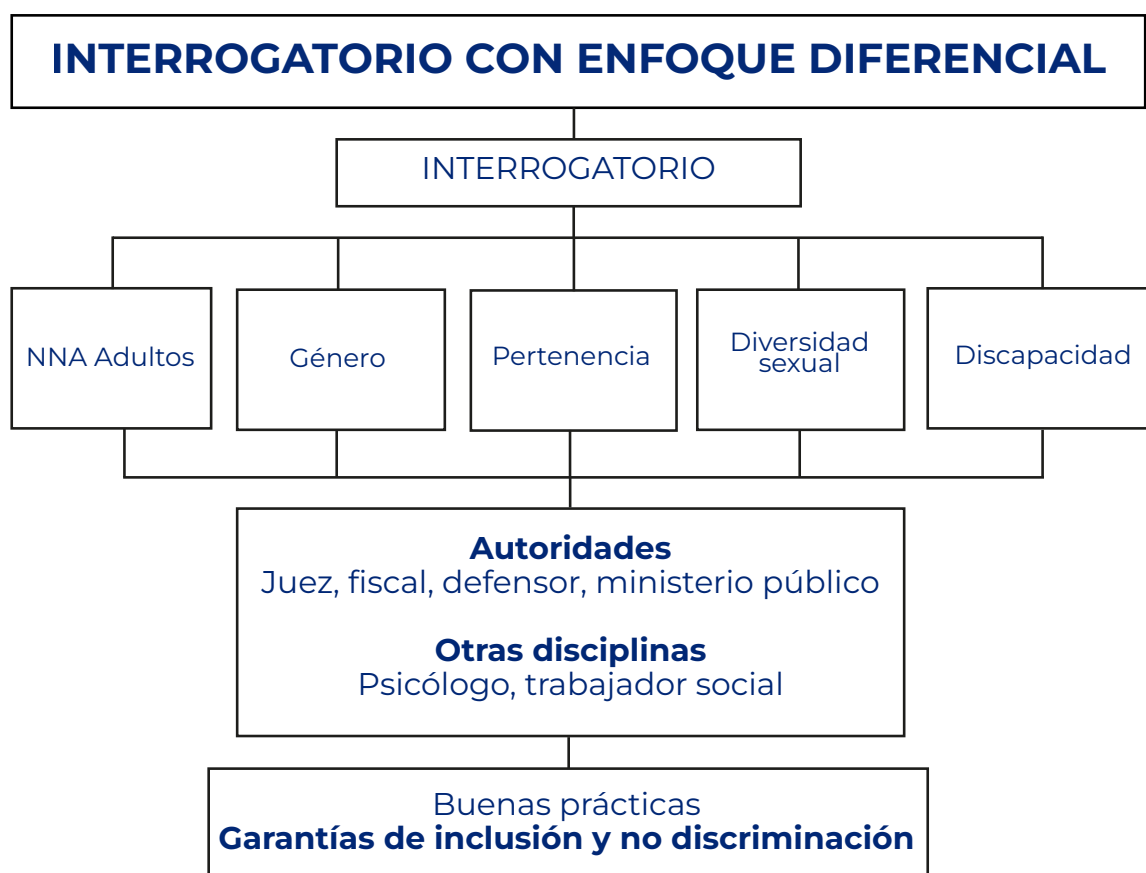 INTERROGATORIO CON ENFOQUE DIFERENCIAL
INTERROGATORIO
NNA Adultos
Género
Pertenencia
Diversidad
sexual
Discapacidad
Autoridades
Juez, fiscal, defensor, ministerio público
Otras disciplinas
Psicólogo, trabajador social
Buenas prácticas
Garantías de inclusión y no discriminación